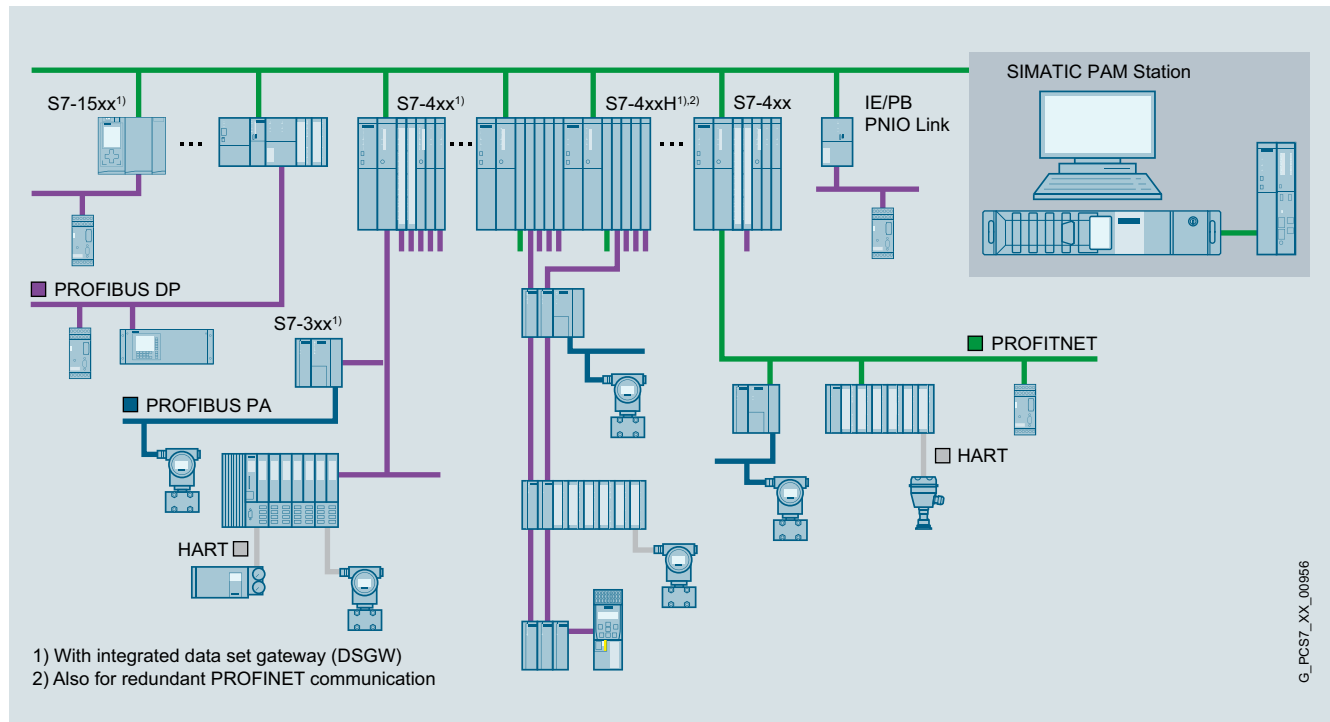 SIMATIC PAM Station
S7-15xx1)
S7-4xx1)
S7-4xxH1),2)
S7-4xx
IE/PB
PNIO Link
PROFIBUS DP
S7-3xx1)
PROFITNET
PROFIBUS PA
HART
HART
1) With integrated data set gateway (DSGW)
2) Also for redundant PROFINET communication
G_PCS7_XX_00956